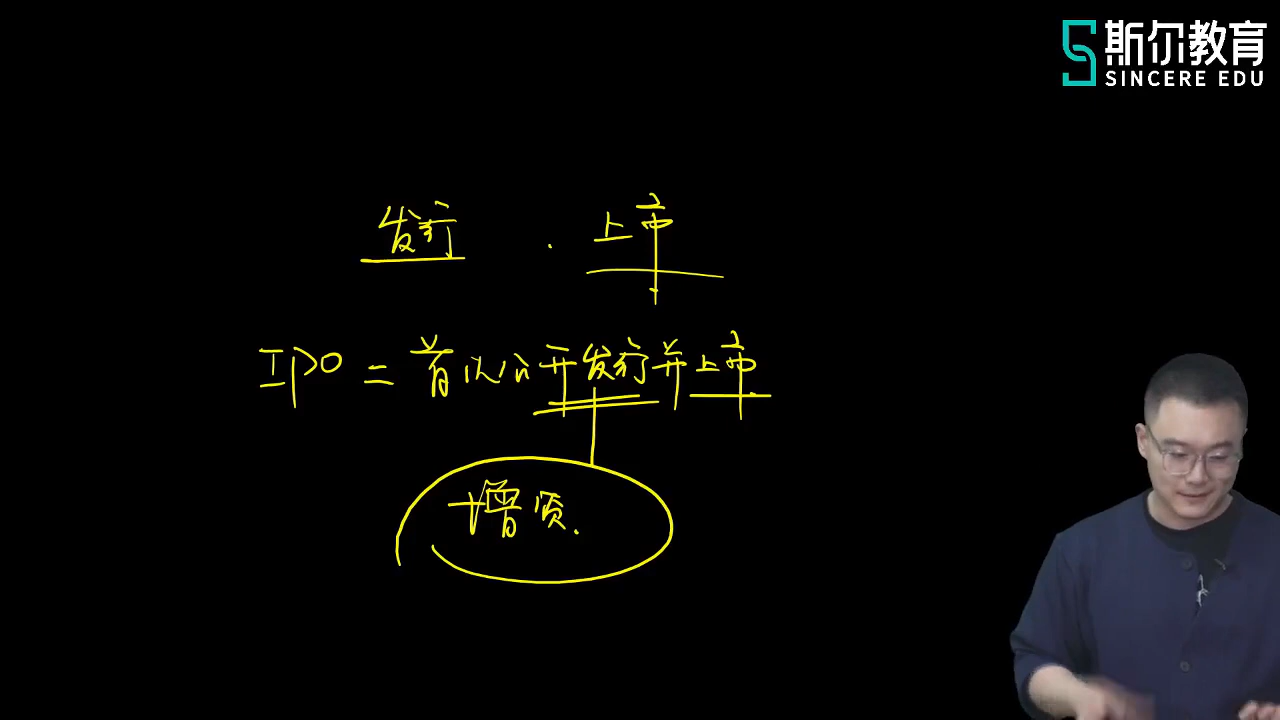 斯尔教育
SINCERE EDU
发行 . 上市
IPO = 首次公开发行并上市
增资.